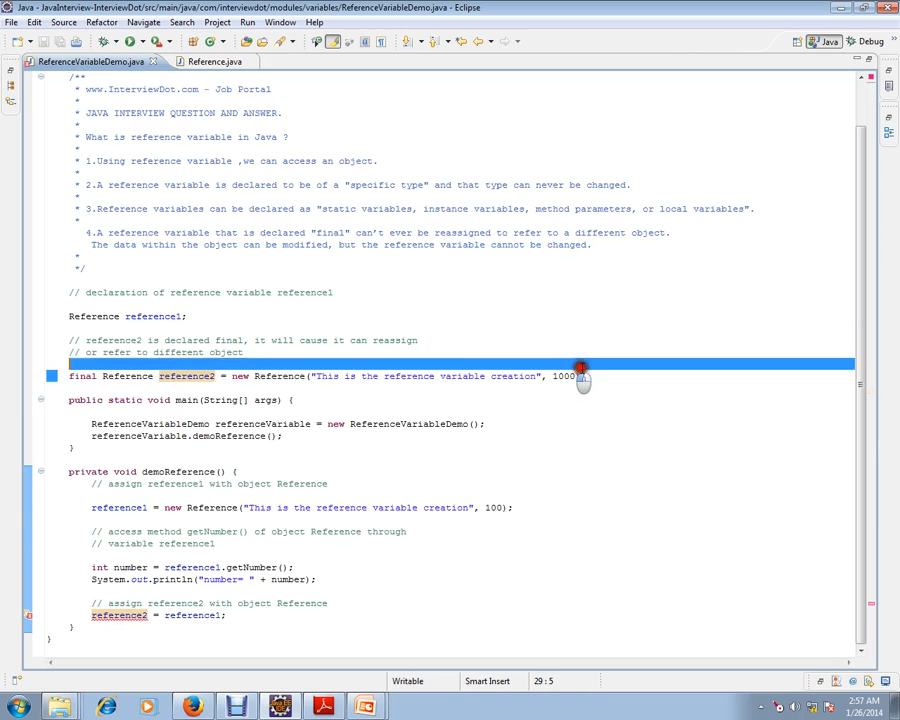 Java - JavaInterview-InterviewDot/src/main/java/com/interviewdot/modules/variables/ReferenceVariableDemo.java - Eclipse
File Edit Source Refactor Navigate Search Project Run Window Help
Java Debug
ReferenceVariableDemo.java Reference.java
/**
* www.InterviewDot.com - Job Portal
*
* JAVA INTERVIEW QUESTION AND ANSWER.
*
* What is reference variable in Java ?
*
* 1.Using reference variable ,we can access an object.
*
* 2.A reference variable is declared to be of a "specific type" and that type can never be changed.
*
* 3.Reference variables can be declared as "static variables, instance variables, method parameters, or local variables".
*
4.A reference variable that is declared "final" can't ever be reassigned to refer to a different object.
The data within the object can be modified, but the reference variable cannot be changed.
*
*/
// declaration of reference variable reference1
Reference reference1;
// reference2 is declared final, it will cause it can reassign
// or refer to different object
final Reference reference2 = new Reference("This is the reference variable creation", 1000
public static void main(String[] args) {
ReferenceVariableDemo referenceVariable = new ReferenceVariableDemo();
referenceVariable.demoReference();
}
private void demoReference() {
// assign reference1 with object Reference
reference1 = new Reference("This is the reference variable creation", 100);
// access method getNumber() of object Reference through
// variable reference1
int number = reference1.getNumber();
System.out.println("number= " + number);
// assign reference2 with object Reference
reference2 = reference1;
}
}
Writable Smart Insert 29 : 5
2:57 AM
1/26/2014